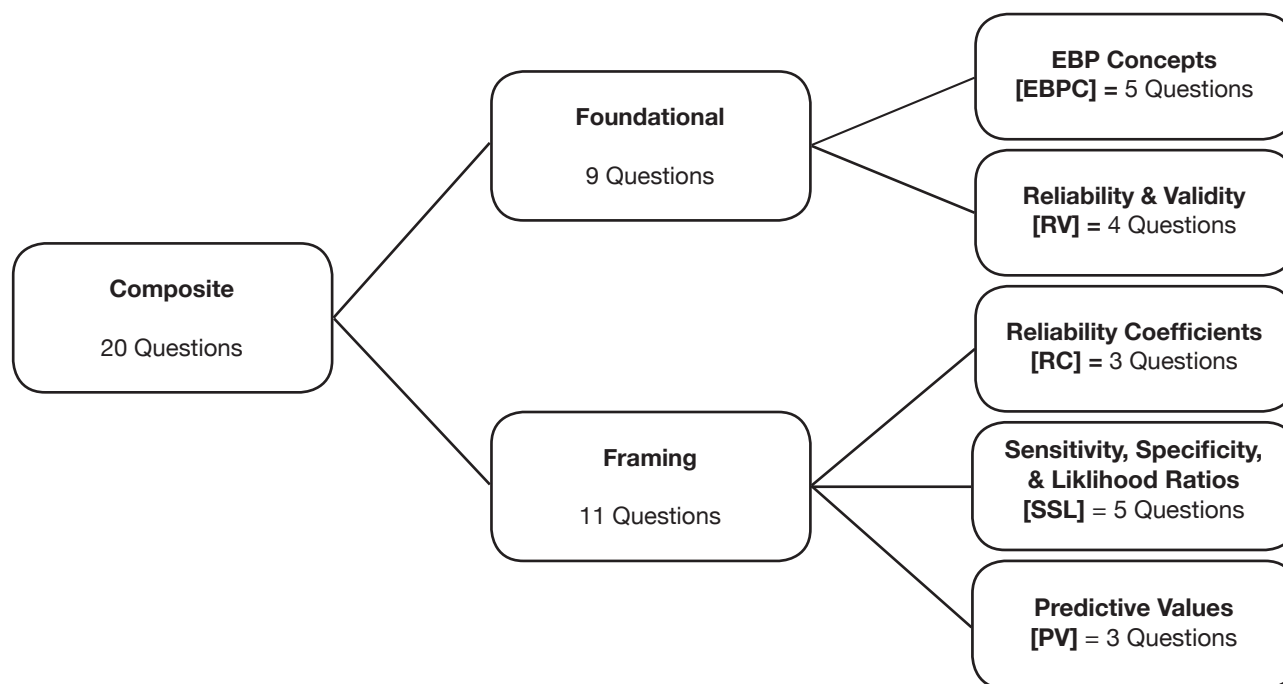 Composite
20 Questions
Foundational
9 Questions
Framing
11 Questions
EBP Concepts
[EBPC] = 5 Questions
Reliability & Validity
[RV] = 4 Questions
Reliability Coefficients
[RC] = 3 Questions
Sensitivity, Specificity,
& Liklihood Ratios
[SSL] = 5 Questions
Predictive Values
[PV] = 3 Questions